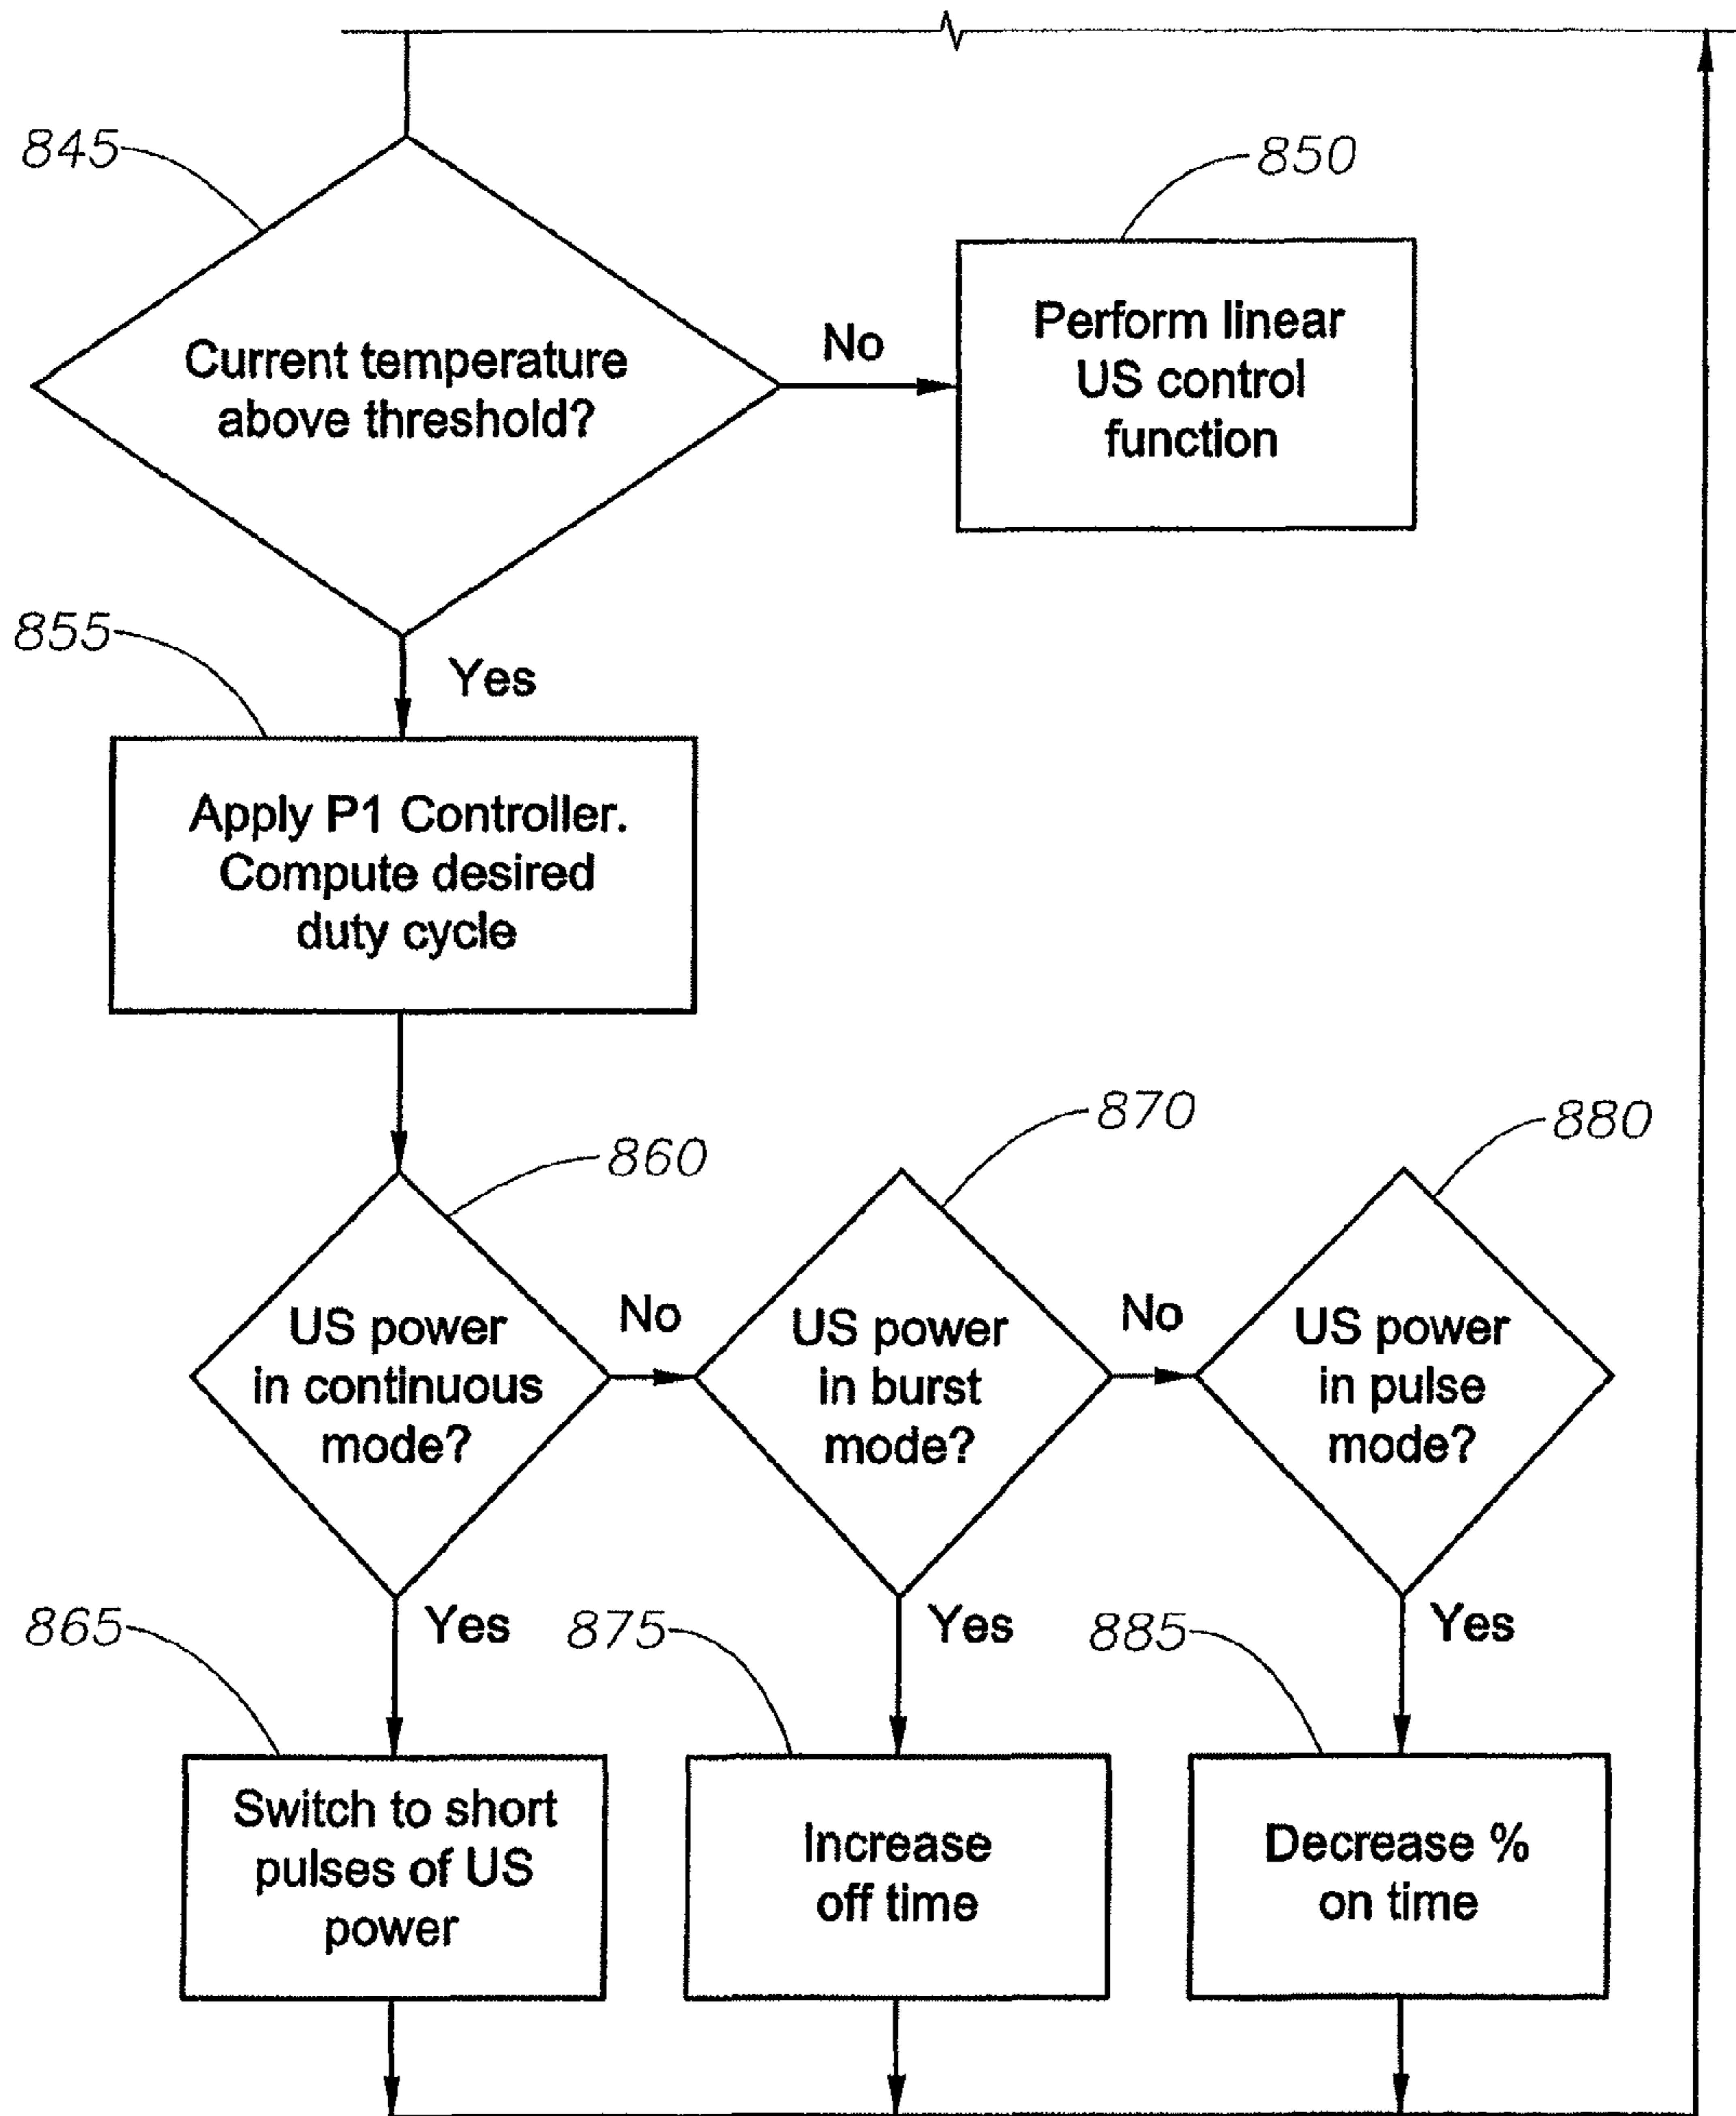 845
850
Current temperature
above threshold?
No
Perform linear
US control
function
855
Yes
Apply P1 Controller.
Compute desired
duty cycle
860
870
880
US power
in continuous
mode?
No
US power
in burst
mode?
No
US power
in pulse
mode?
865
Yes
875
Yes
885
Yes
Switch to short
pulses of US
power
Increase
off time
Decrease %
on time